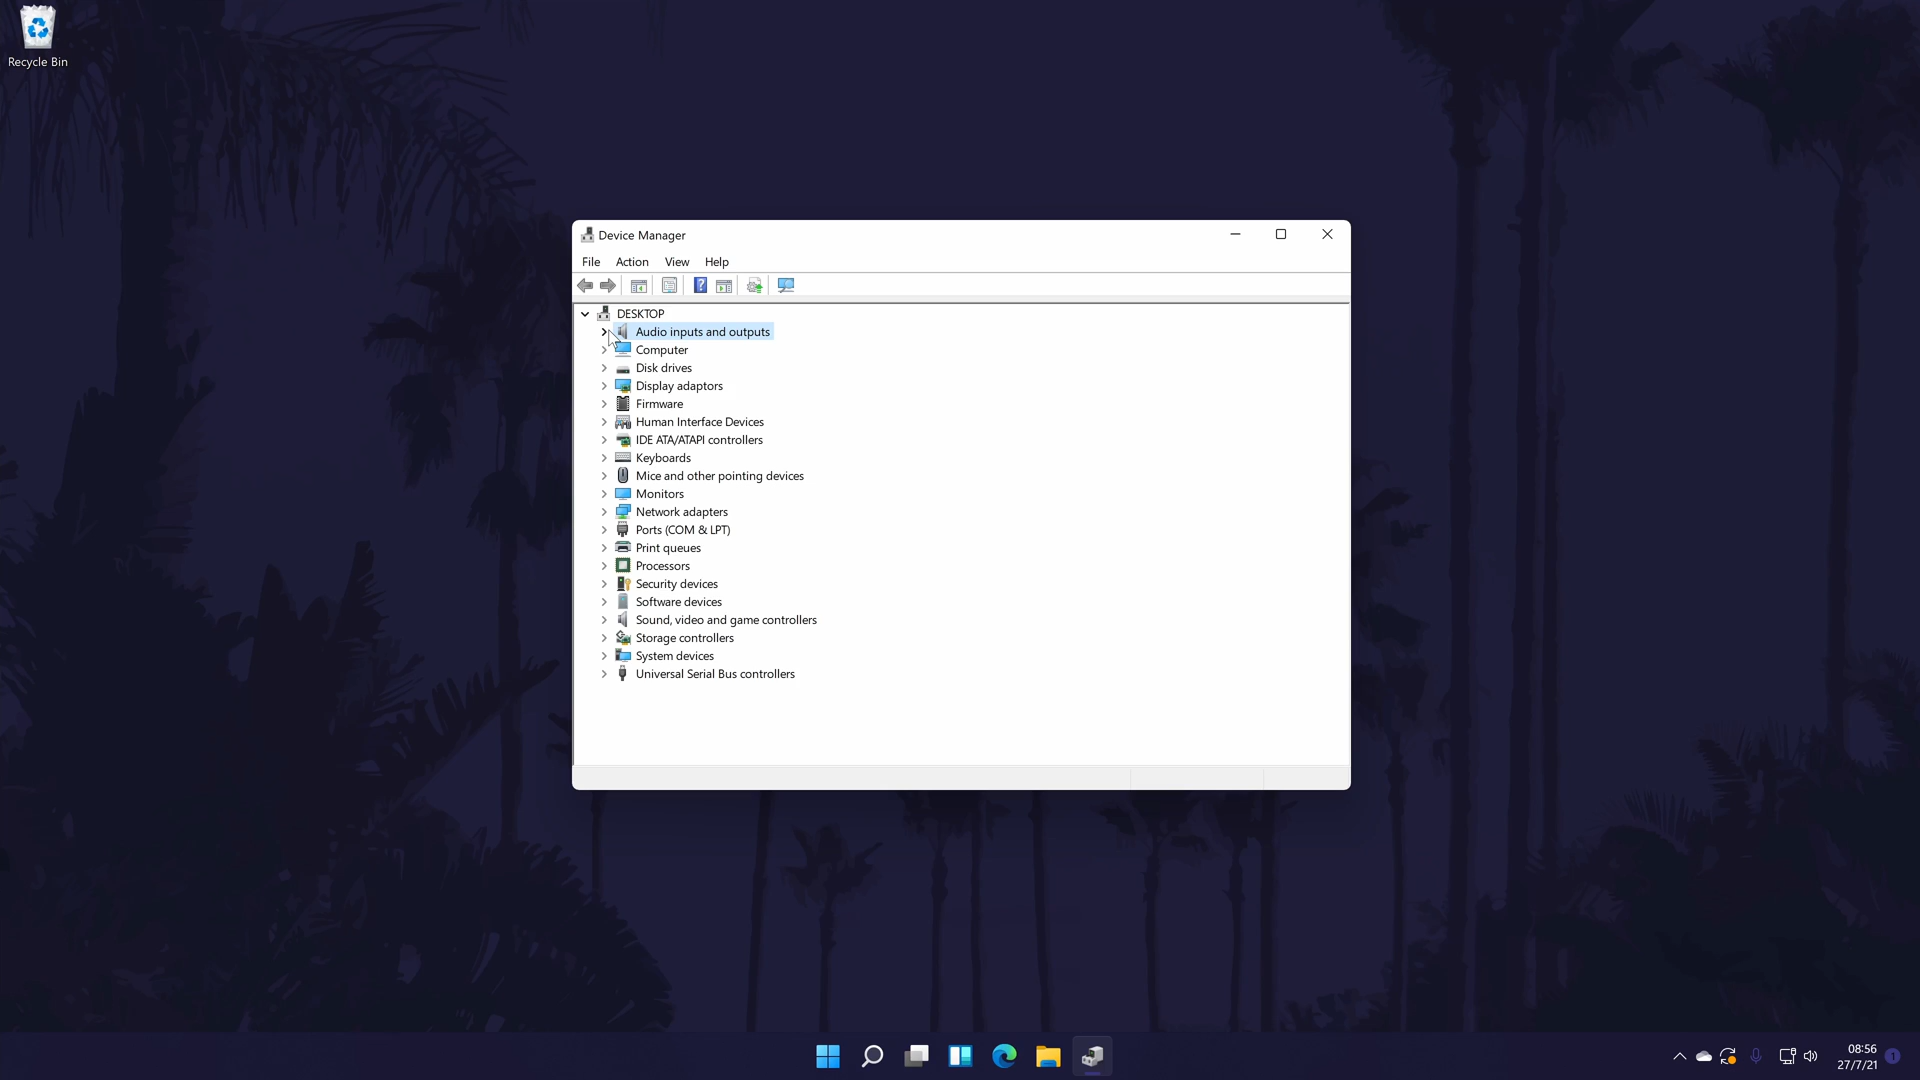 Recycle Bin
Device Manager
File Action View Help
DESKTOP
Audio inputs and outputs
Computer
Disk drives
Display adaptors
Firmware
Human Interface Devices
IDE ATA/ATAPI controllers
Keyboards
Mice and other pointing devices
Monitors
Network adapters
Ports (COM & LPT)
Print queues
Processors
Security devices
Software devices
Sound, video and game controllers
Storage controllers
System devices
Universal Serial Bus controllers
08:56
27/7/21
1